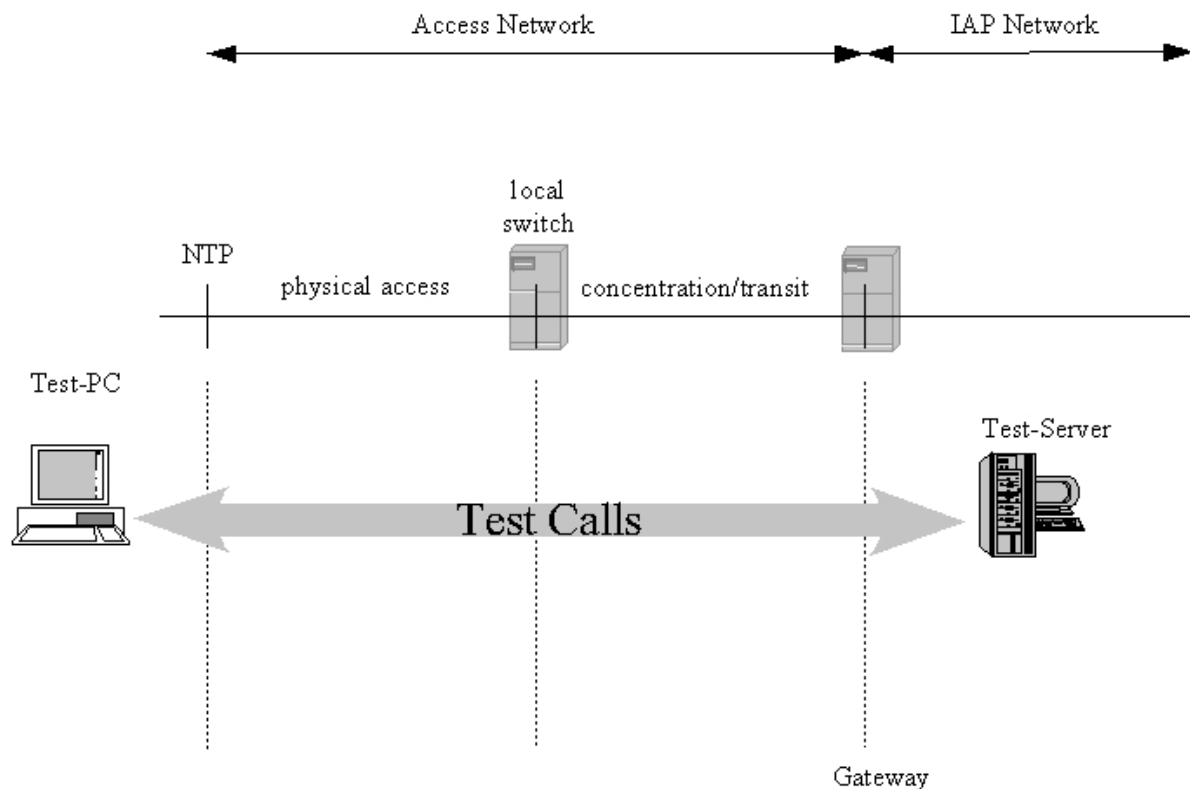 Access Network
IAP Network
local
switch
NTP
physical access
concentration/transit
Test-PC
Test-Server
Test Calls
Gateway